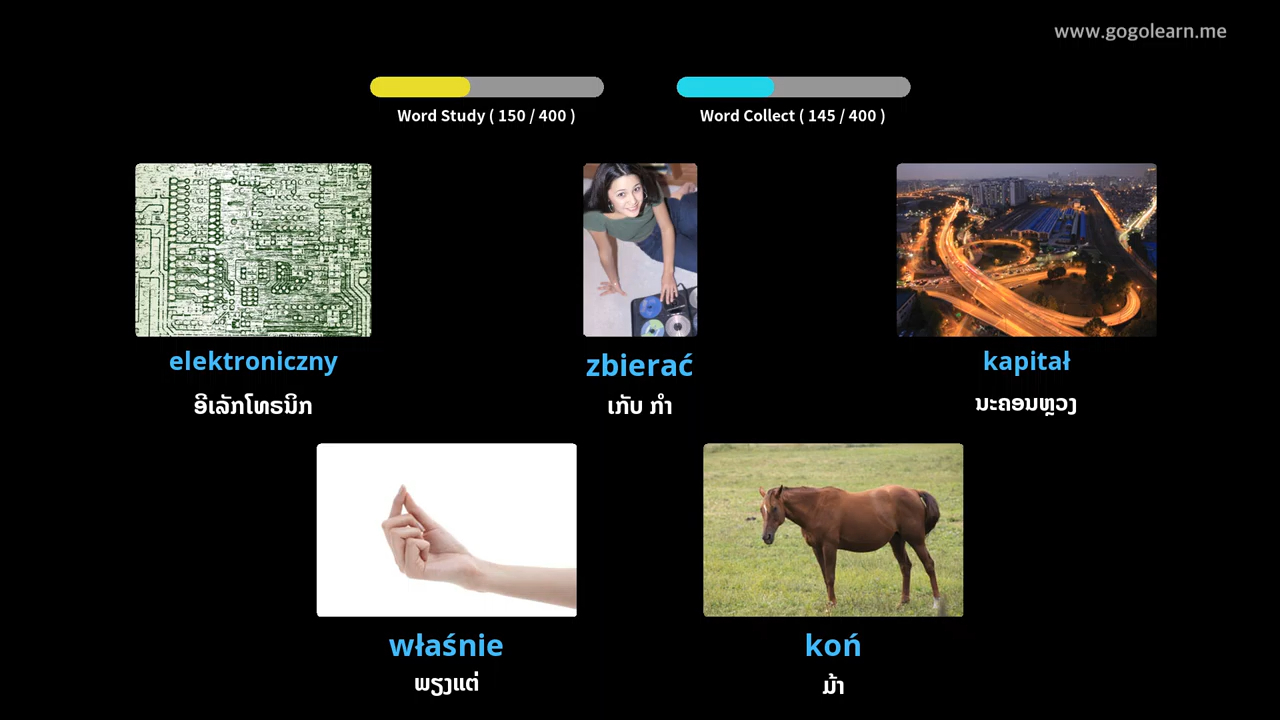 www.gogolearn.me
Word Study ( 150 / 400 )
Word Collect ( 145 / 400 )
elektroniczny
ອີເລັກໂທຣນິກ
zbierać
ເກັບ ກຳ
kapitał
ນະຄອນຫຼວງ
właśnie
ພຽງແຕ່
koń
ມ້າ